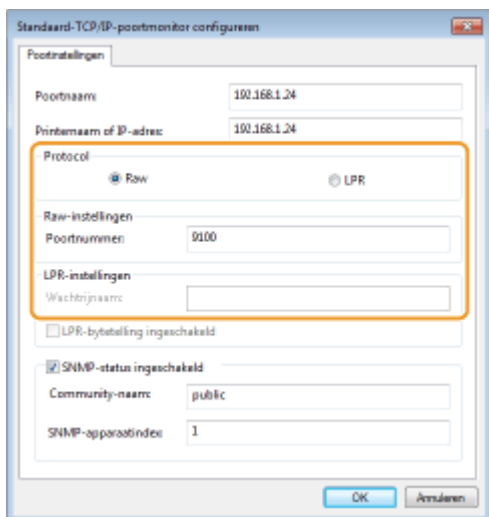 Standaard-TCP/IP-poortmonitor configureren
Poortinstellingen
Poortnaam: 192.168.1.24
Printernaam of IP-adres: 192.168.1.24
Protocol
Raw LPR
Raw-instellingen
Poortnummer: 9100
LPR-instellingen
Wachtrijnaam:
LPR-bytetelling ingeschakeld
SNMP-status ingeschakeld
Community-naam: public
SNMP-apparaatindex: 1
OK Annuleren